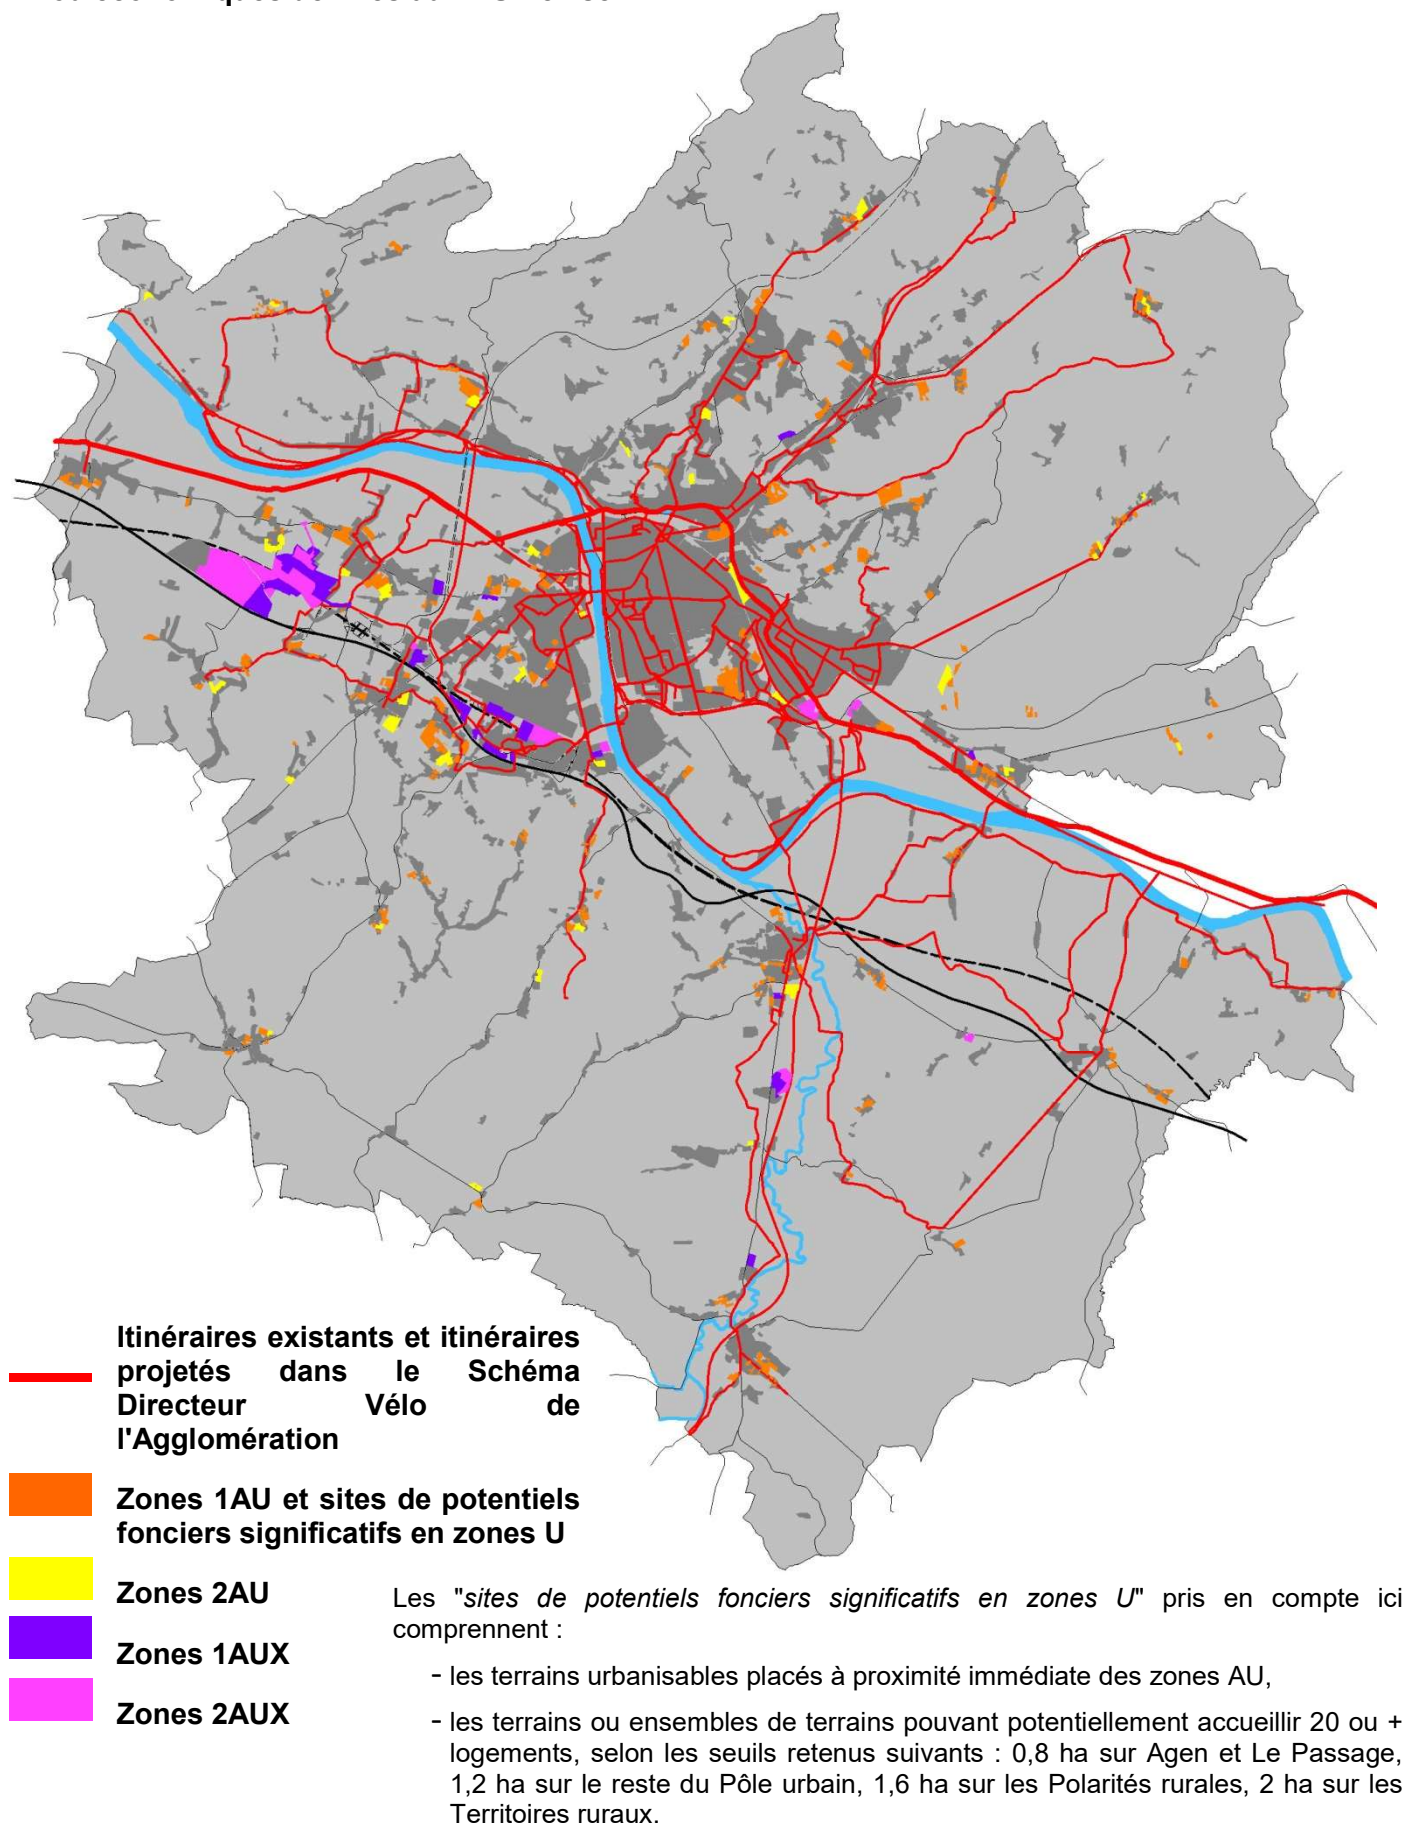 Itinéraires existants et itinéraires
projetés dans le Schéma
Directeur Vélo de
l'Agglomération
Zones 1AU et sites de potentiels
fonciers significatifs en zones U
Zones 2AU
Zones 1AUX
Zones 2AUX
Les "sites de potentiels fonciers significatifs en zones U" pris en compte ici
comprennent :
- les terrains urbanisables placés à proximité immédiate des zones AU,
- les terrains ou ensembles de terrains pouvant potentiellement accueillir 20 ou +
logements, selon les seuils retenus suivants : 0,8 ha sur Agen et Le Passage,
1,2 ha sur le reste du Pôle urbain, 1,6 ha sur les Polarités rurales, 2 ha sur les
Territoires ruraux.